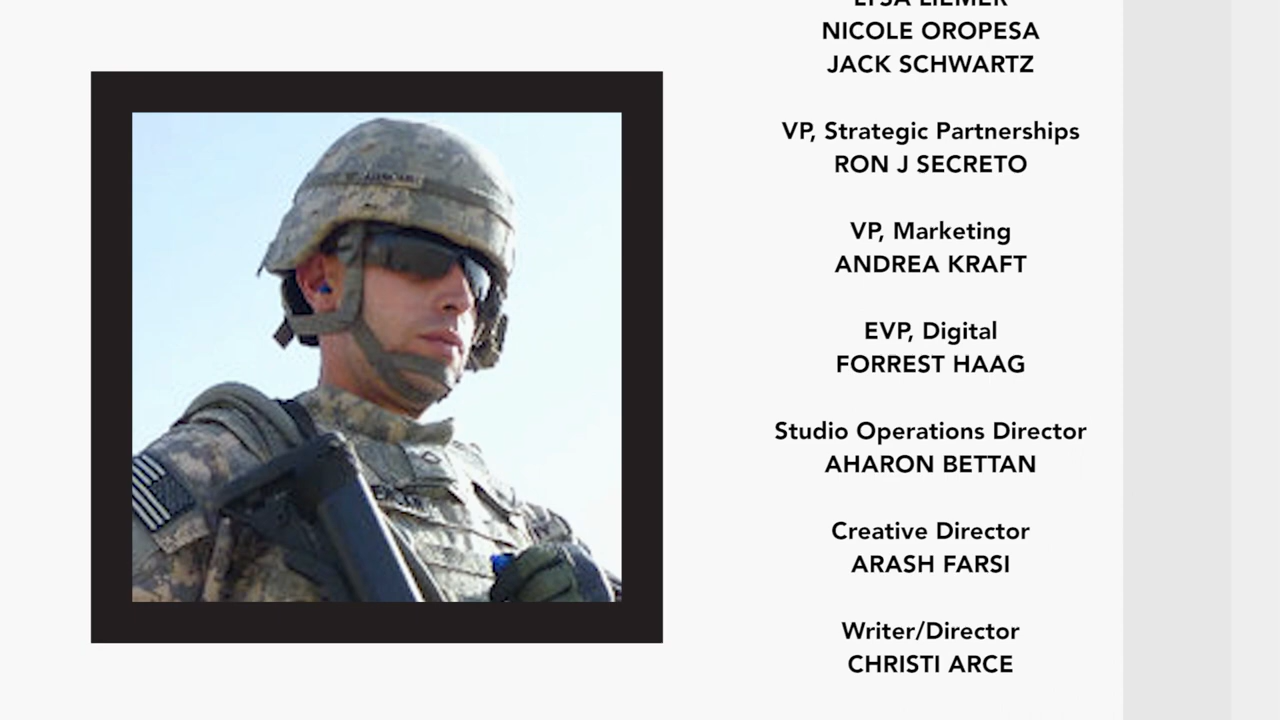 NICOLE OROPESA
JACK SCHWARTZ
VP, Strategic Partnerships
RON J SECRETO
VP, Marketing
ANDREA KRAFT
EVP, Digital
FORREST HAAG
Studio Operations Director
AHARON BETTAN
Creative Director
ARASH FARSI
Writer/Director
CHRISTI ARCE